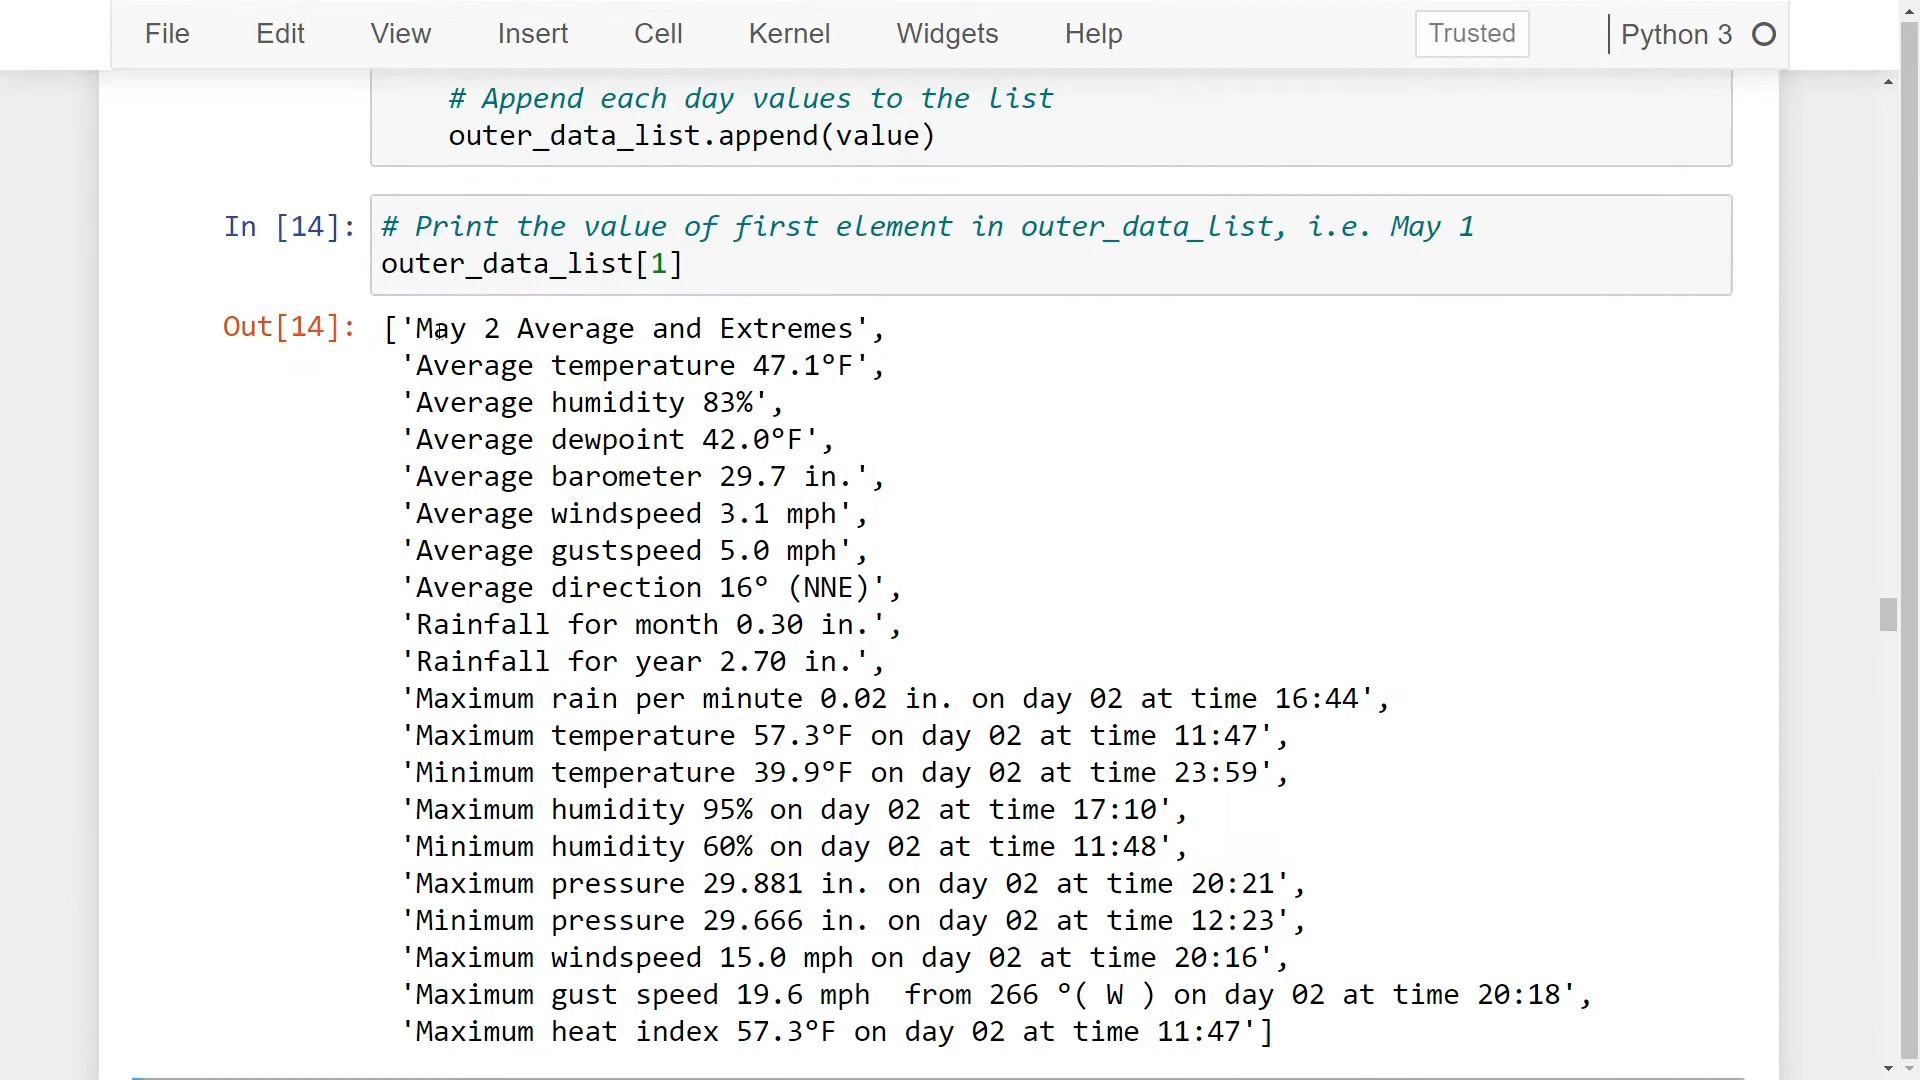 File Edit View Insert Cell Kernel Widgets Help Trusted Python 3
# Append each day values to the list
outer_data_list.append(value)
In [14]: # Print the value of first element in outer_data_list, i.e. May 1
outer_data_list[1]
Out[14]: ['May 2 Average and Extremes',
'Average temperature 47.1°F',
'Average humidity 83%',
'Average dewpoint 42.0°F',
'Average barometer 29.7 in.',
'Average windspeed 3.1 mph',
'Average gustspeed 5.0 mph',
'Average direction 16° (NNE)',
'Rainfall for month 0.30 in.',
'Rainfall for year 2.70 in.',
'Maximum rain per minute 0.02 in. on day 02 at time 16:44',
'Maximum temperature 57.3°F on day 02 at time 11:47',
'Minimum temperature 39.9°F on day 02 at time 23:59',
'Maximum humidity 95% on day 02 at time 17:10',
'Minimum humidity 60% on day 02 at time 11:48',
'Maximum pressure 29.881 in. on day 02 at time 20:21',
'Minimum pressure 29.666 in. on day 02 at time 12:23',
'Maximum windspeed 15.0 mph on day 02 at time 20:16',
'Maximum gust speed 19.6 mph  from 266 °( W ) on day 02 at time 20:18',
'Maximum heat index 57.3°F on day 02 at time 11:47']